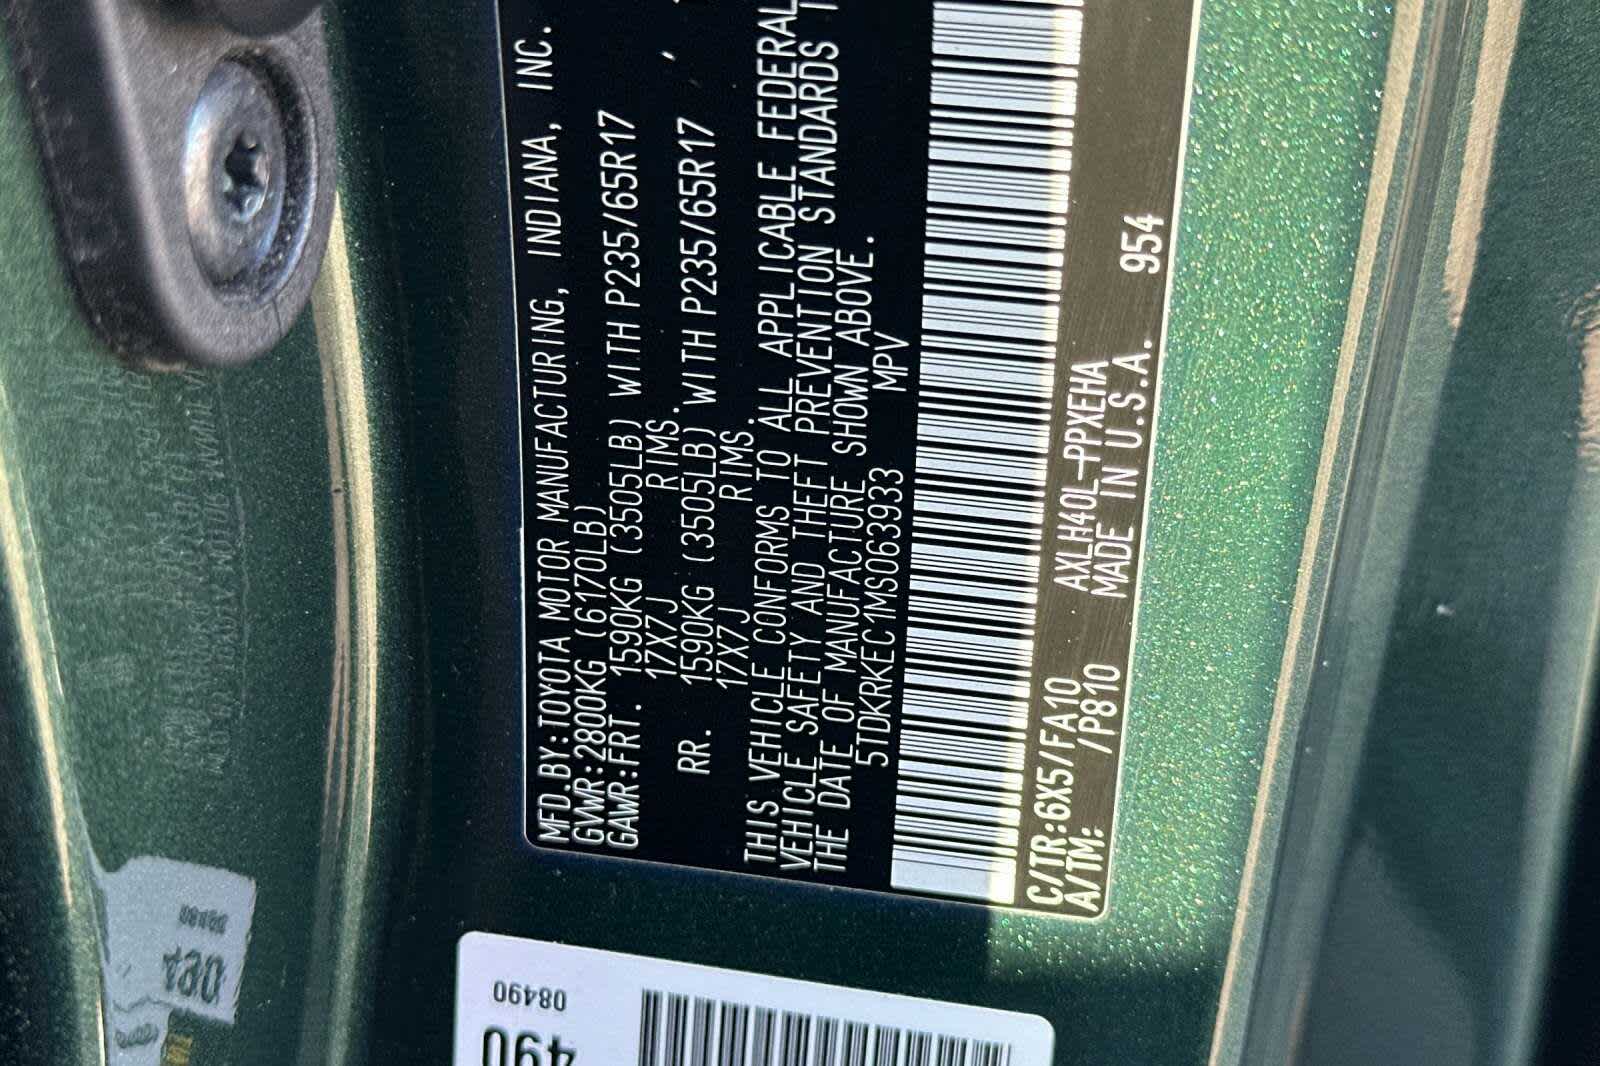 MFD.BY:TOYOTA MOTOR MANUFACTURING, INDIANA, INC.
GVWR:2800KG (6170LB)
GAWR:FRT. 1590KG (3505LB) WITH P235/65R17
17X7J RIMS.
RR. 1590KG (3505LB) WITH P235/65R17
17X7J RIMS.
THIS VEHICLE CONFORMS TO ALL APPLICABLE FEDERAL
VEHICLE SAFETY AND THEFT PREVENTION STANDARDS
THE DATE OF MANUFACTURE SHOWN ABOVE.
5TDKRKEC1MS063933 MPV
C/TR:6X5/FA10 AXLH40L-PPXEHA
A/TM: /P810 MADE IN U.S.A. 954
08490
490